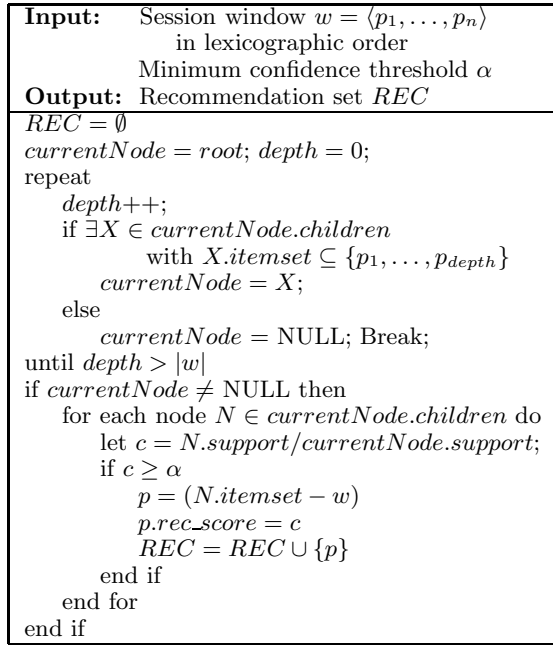 Input: Session window w = ⟨p₁, . . . , pₙ⟩
in lexicographic order
Minimum confidence threshold α
Output: Recommendation set REC
REC = ∅
currentNode = root; depth = 0;
repeat
depth++;
if ∃X ∈ currentNode.children
with X.itemset ⊆ {p₁, . . . , p_depth}
currentNode = X;
else
currentNode = NULL; Break;
until depth > |w|
if currentNode ≠ NULL then
for each node N ∈ currentNode.children do
let c = N.support/currentNode.support;
if c ≥ α
p = (N.itemset − w)
p.rec_score = c
REC = REC ∪ {p}
end if
end for
end if